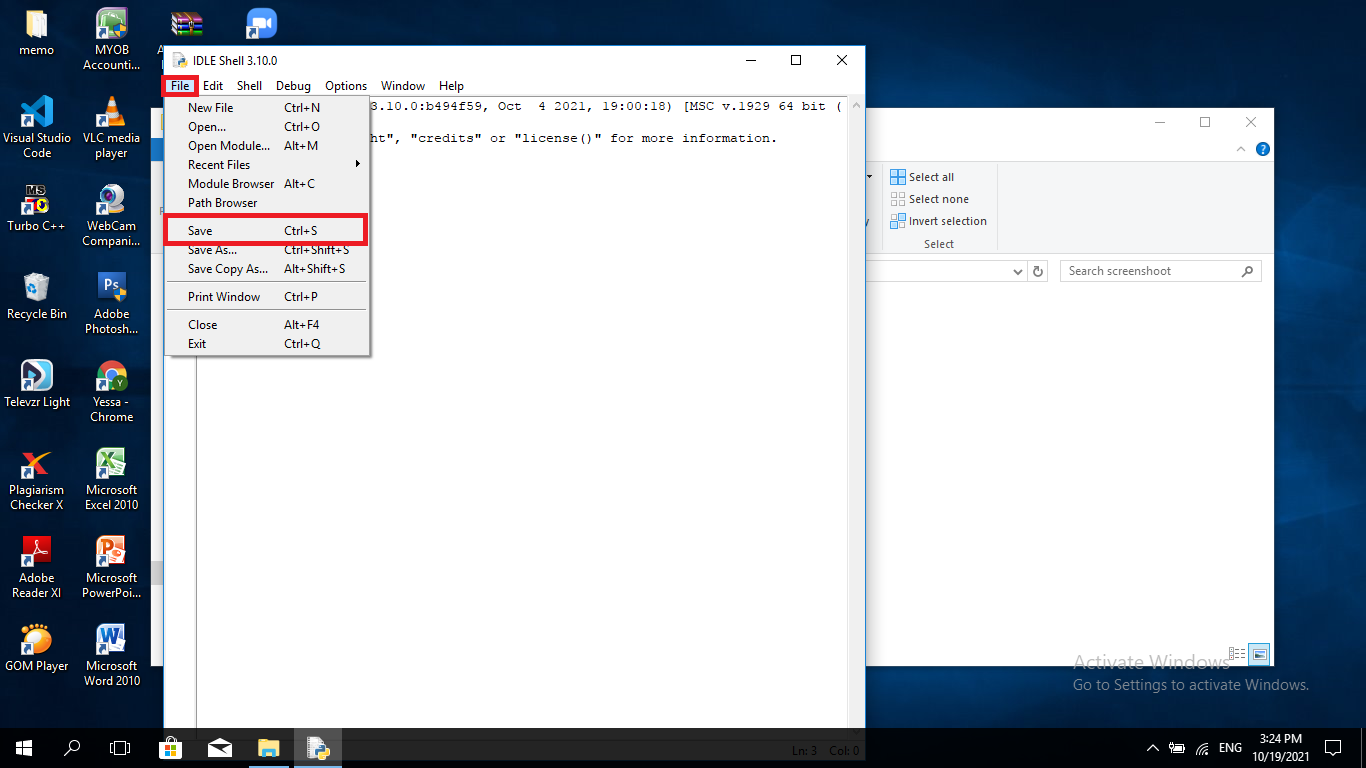 memo
MYOB
Accounti...
A
IDLE Shell 3.10.0
File Edit Shell Debug Options Window Help
New File Ctrl+N
Open... Ctrl+O
Open Module... Alt+M
Recent Files
Module Browser Alt+C
Path Browser
Save Ctrl+S
Save As... Ctrl+Shift+S
Save Copy As... Alt+Shift+S
Print Window Ctrl+P
Close Alt+F4
Exit Ctrl+Q
3.10.0:b494f59, Oct 4 2021, 19:00:18) [MSC v.1929 64 bit (
ht", "credits" or "license()" for more information.
Ln: 3 Col: 0
Visual Studio
Code
VLC media
player
MS
Turbo C++
WebCam
Compani...
Recycle Bin
Ps
Adobe
Photosh...
Televzr Light
Y
Yessa -
Chrome
Plagiarism
Checker X
Microsoft
Excel 2010
Adobe
Reader XI
Microsoft
PowerPoi...
GOM Player
Microsoft
Word 2010
Select all
Select none
Invert selection
Select
Search screenshoot
Activate Windows
Go to Settings to activate Windows.
ENG
3:24 PM
10/19/2021